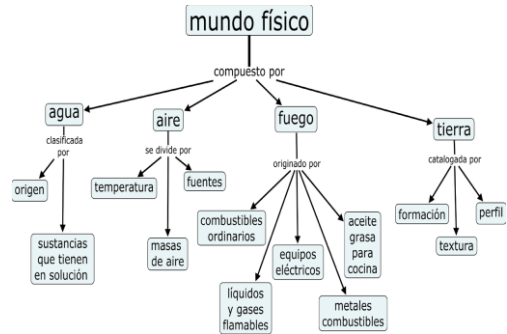 mundo físico
compuesto por
agua
aire
fuego
tierra
clasificada
por
se divide por
originado por
catalogada por
origen
sustancias
que tienen
en solución
temperatura
fuentes
masas
de aire
combustibles
ordinarios
líquidos
y gases
flamables
equipos
eléctricos
metales
combustibles
aceite
grasa
para
cocina
formación
textura
perfil